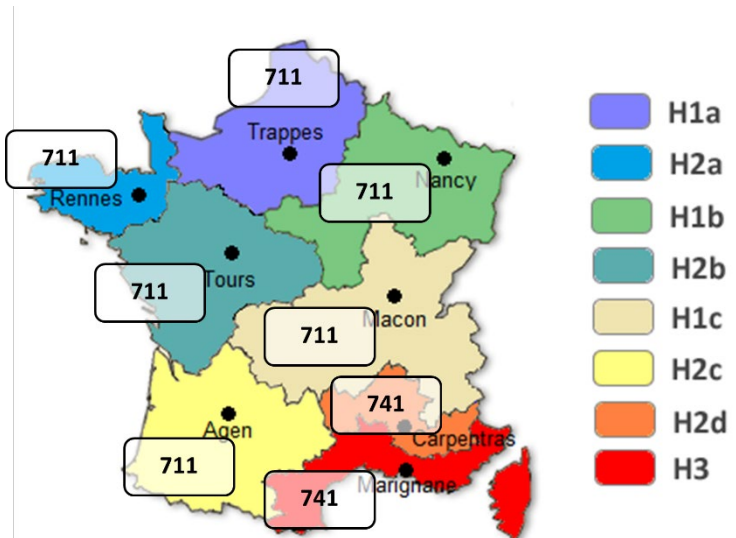 711
Trappes
711
Rennes
711
Nancy
Tours
711
Macon
711
Agen
741
Carpentras
711
Marignane
741
H1a
H2a
H1b
H2b
H1c
H2c
H2d
H3